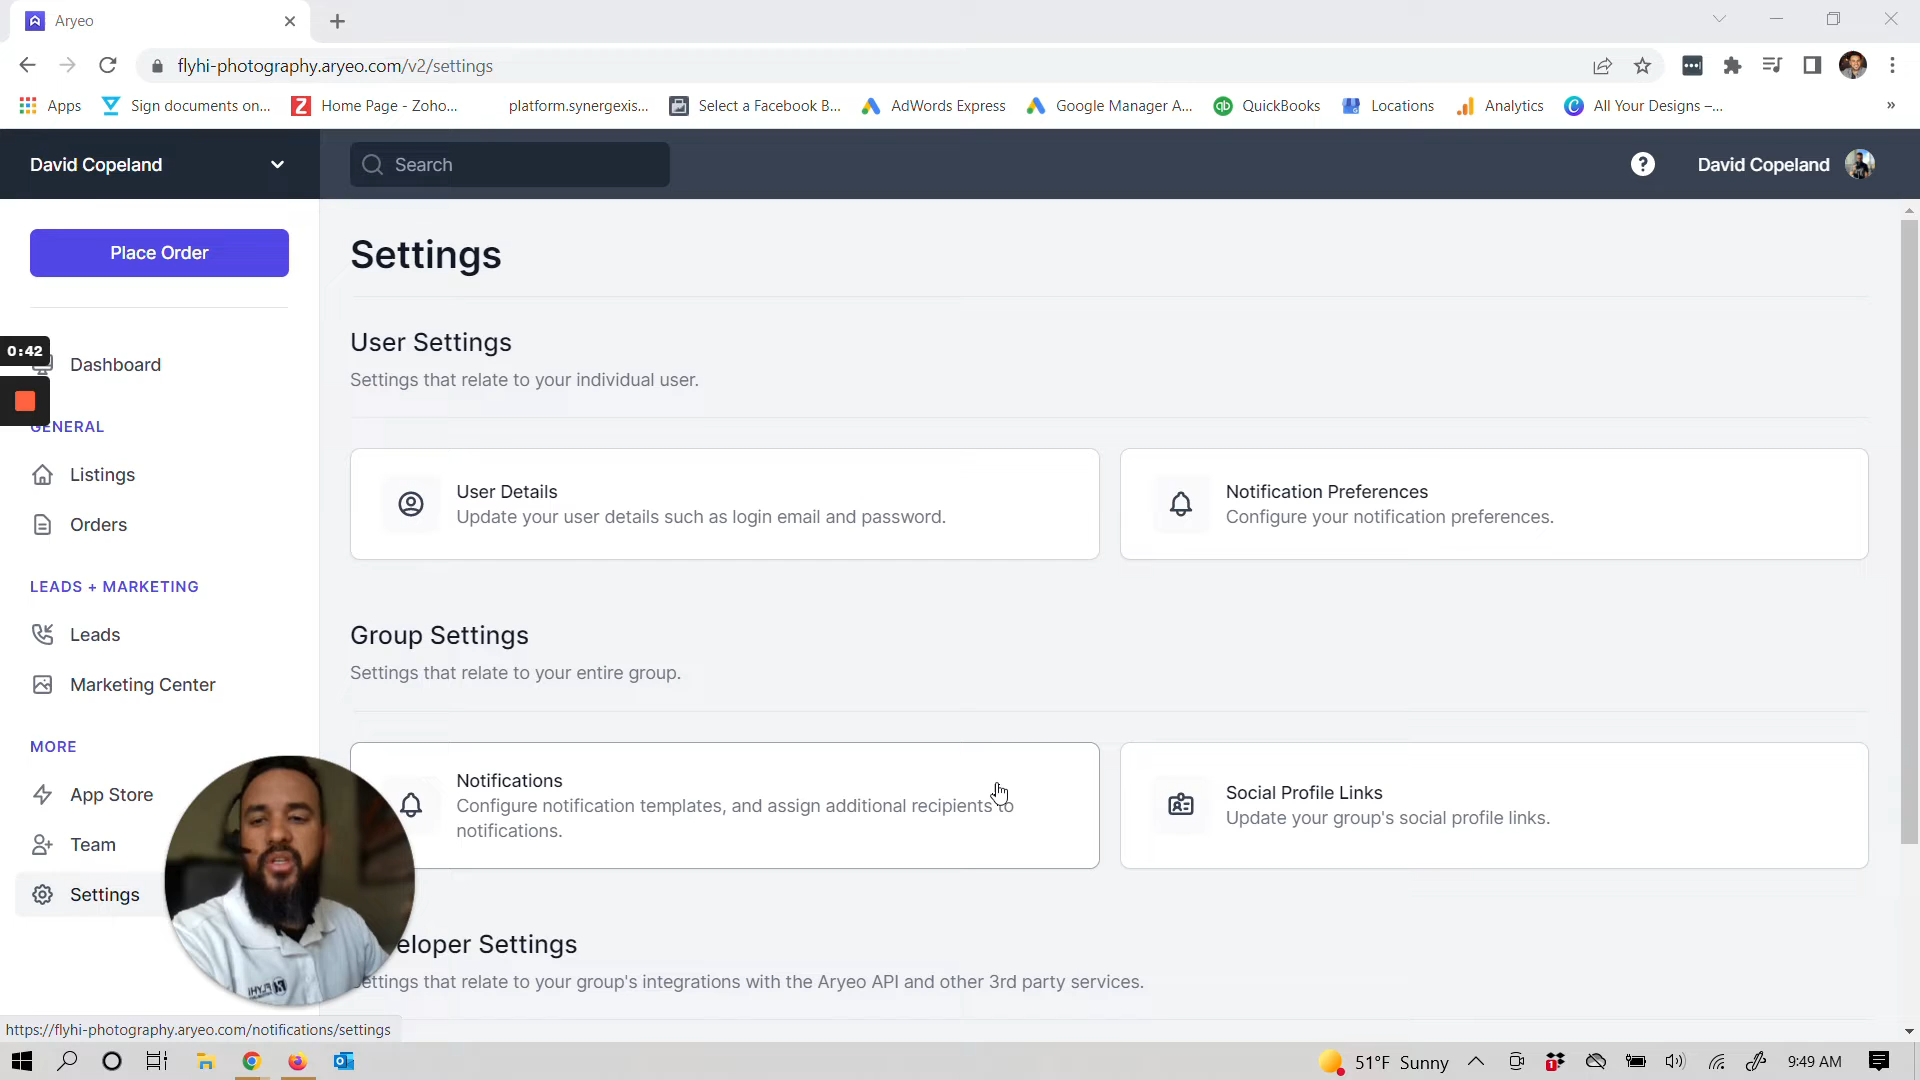 Aryeo
flyhi-photography.aryeo.com/v2/settings
Apps
Sign documents on...
Home Page - Zoho...
platform.synergexis...
Select a Facebook B...
AdWords Express
Google Manager A...
QuickBooks
Locations
Analytics
All Your Designs –...
»
David Copeland
Search
?
David Copeland
Place Order
0:42
Dashboard
GENERAL
Listings
Orders
LEADS + MARKETING
Leads
Marketing Center
MORE
App Store
Team
Settings
Settings
User Settings
Settings that relate to your individual user.
User Details
Update your user details such as login email and password.
Notification Preferences
Configure your notification preferences.
Group Settings
Settings that relate to your entire group.
Notifications
Configure notification templates, and assign additional recipients to
notifications.
Social Profile Links
Update your group's social profile links.
eloper Settings
ettings that relate to your group's integrations with the Aryeo API and other 3rd party services.
https://flyhi-photography.aryeo.com/notifications/settings
51°F Sunny
9:49 AM